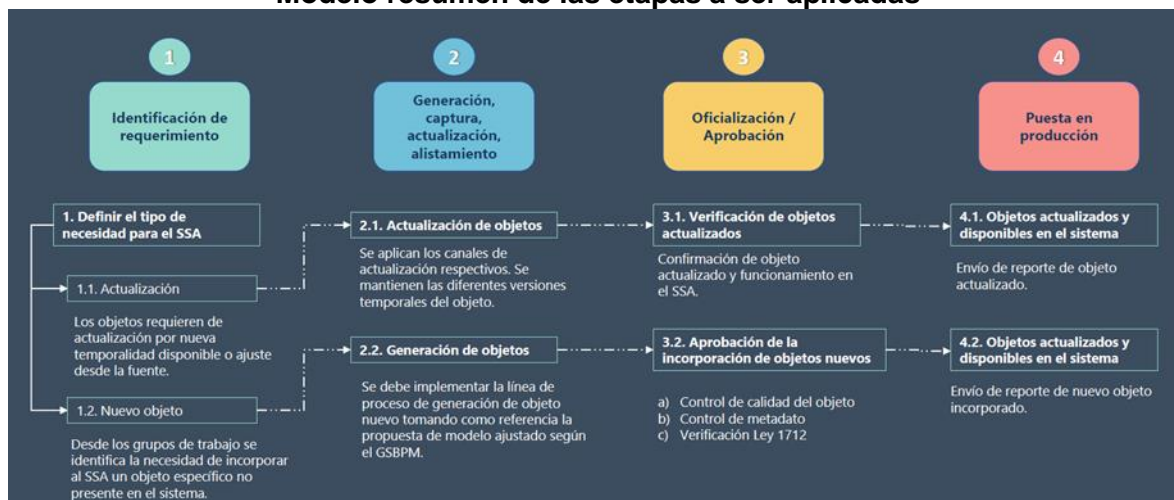 Modelo resumen de las etapas a ser aplicadas
1
2
3
4
Identificación de
requerimiento
Generación,
captura,
actualización,
alistamiento
Oficialización /
Aprobación
Puesta en
producción
1. Definir el tipo de
necesidad para el SSA
1.1. Actualización
Los objetos requieren de
actualización por nueva
temporalidad disponible o ajuste
desde la fuente.
1.2. Nuevo objeto
Desde los grupos de trabajo se
identifica la necesidad de incorporar
al SSA un objeto específico no
presente en el sistema.
2.1. Actualización de objetos
Se aplican los canales de
actualización respectivos. Se
mantienen las diferentes versiones
temporales del objeto.
2.2. Generación de objetos
Se debe implementar la línea de
proceso de generación de objeto
nuevo tomando como referencia la
propuesta de modelo ajustado según
el GSBPM.
3.1. Verificación de objetos
actualizados
Confirmación de objeto
actualizado y funcionamiento en
el SSA.
3.2. Aprobación de la
incorporación de objetos nuevos
a) Control de calidad del objeto
b) Control de metadato
c) Verificación Ley 1712
4.1. Objetos actualizados y
disponibles en el sistema
Envío de reporte de objeto
actualizado.
4.2. Objetos actualizados y
disponibles en el sistema
Envío de reporte de nuevo objeto
incorporado.